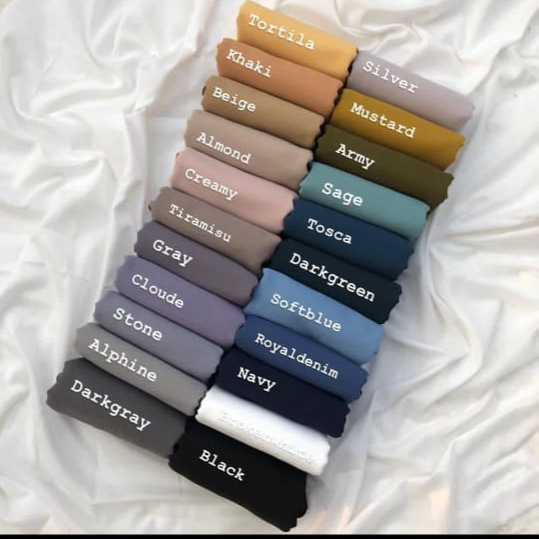 Tortila
Khaki
Beige
Almond
Creamy
Tiramisu
Gray
Cloude
Stone
Alphine
Darkgray
Silver
Mustard
Army
Sage
Tosca
Darkgreen
Softblue
Royaldenim
Navy
Brokenwhite
Black